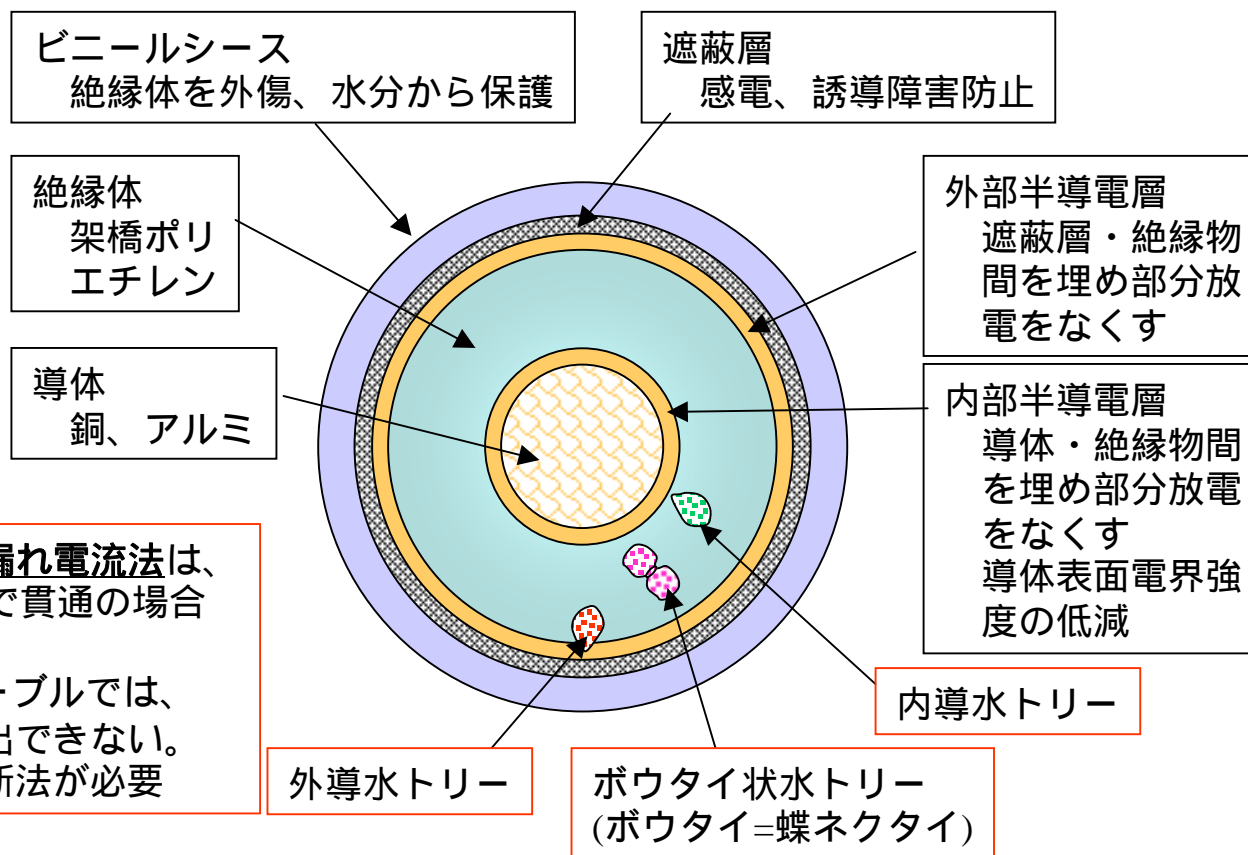 ビニールシース
絶縁体を外傷、水分から保護
遮蔽層
感電、誘導障害防止
絶縁体
架橋ポリ
エチレン
導体
銅、アルミ
外部半導電層
遮蔽層・絶縁物
間を埋め部分放
電をなくす
内部半導電層
導体・絶縁物間
を埋め部分放電
をなくす
導体表面電界強
度の低減
漏れ電流法は、
で貫通の場合
ーブルでは、
出できない。
断法が必要
内導水トリー
外導水トリー
ボウタイ状水トリー
(ボウタイ=蝶ネクタイ)